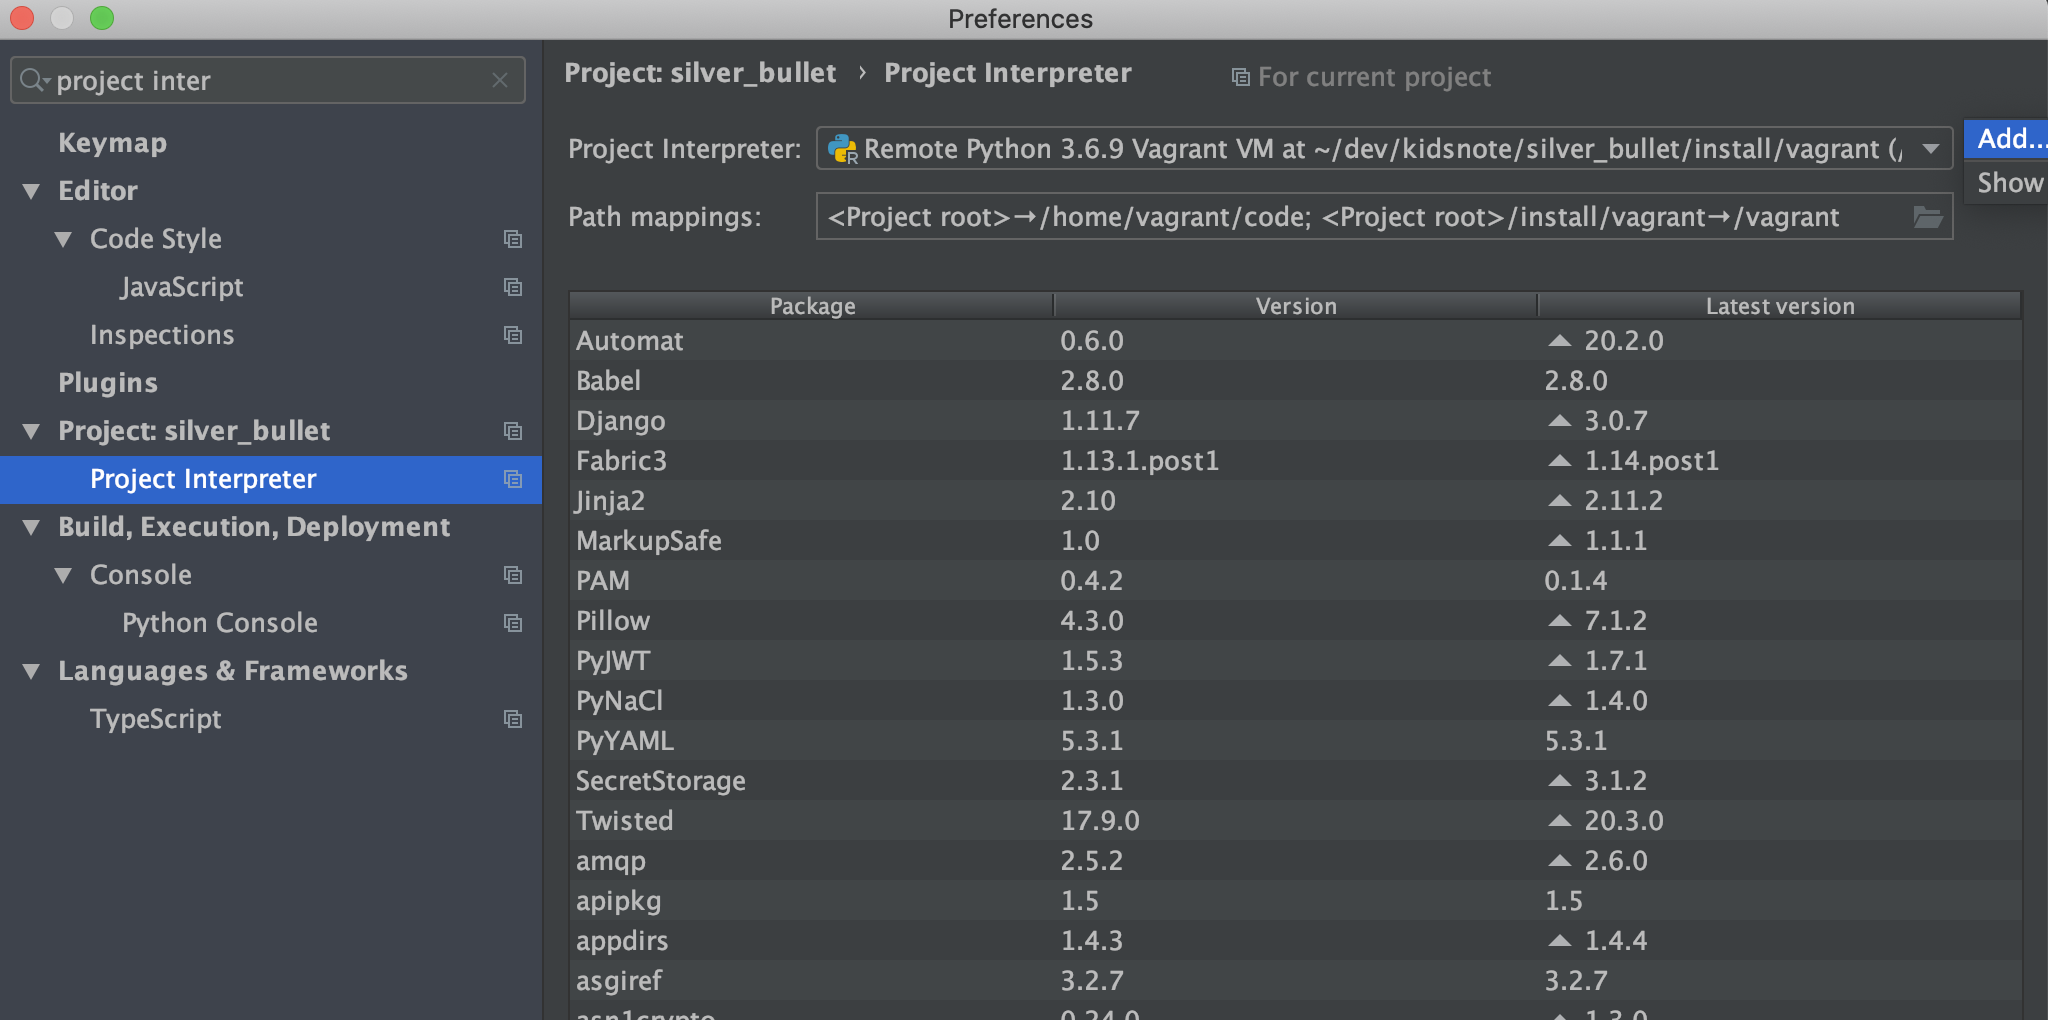 Preferences
project inter
Keymap
Editor
Code Style
JavaScript
Inspections
Plugins
Project: silver_bullet
Project Interpreter
Build, Execution, Deployment
Console
Python Console
Languages & Frameworks
TypeScript
Project: silver_bullet › Project Interpreter For current project
Project Interpreter: Remote Python 3.6.9 Vagrant VM at ~/dev/kidsnote/silver_bullet/install/vagrant (/
Add...
Show
Path mappings: <Project root>→/home/vagrant/code; <Project root>/install/vagrant→/vagrant
Package Version Latest version
Automat 0.6.0 20.2.0
Babel 2.8.0 2.8.0
Django 1.11.7 3.0.7
Fabric3 1.13.1.post1 1.14.post1
Jinja2 2.10 2.11.2
MarkupSafe 1.0 1.1.1
PAM 0.4.2 0.1.4
Pillow 4.3.0 7.1.2
PyJWT 1.5.3 1.7.1
PyNaCl 1.3.0 1.4.0
PyYAML 5.3.1 5.3.1
SecretStorage 2.3.1 3.1.2
Twisted 17.9.0 20.3.0
amqp 2.5.2 2.6.0
apipkg 1.5 1.5
appdirs 1.4.3 1.4.4
asgiref 3.2.7 3.2.7
asn1crypto 0.24.0 1.3.0